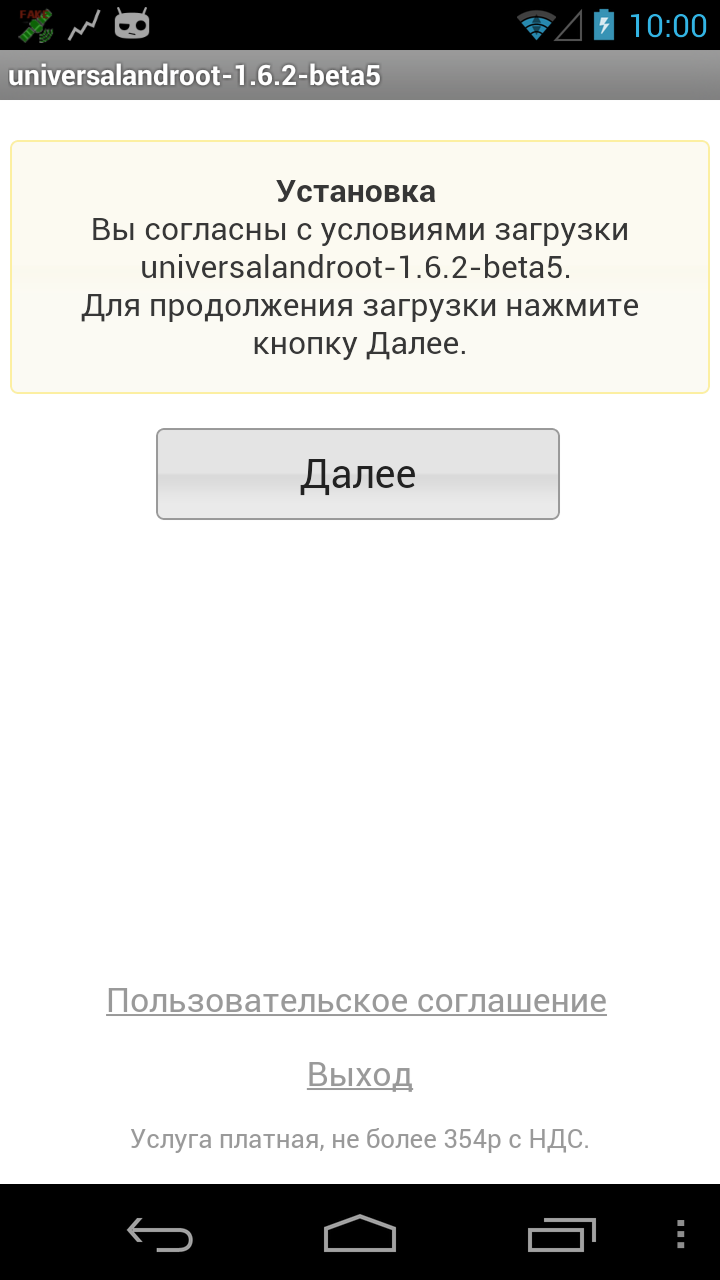 FAKE
10:00
universalandroot-1.6.2-beta5
Установка
Вы согласны с условиями загрузки
universalandroot-1.6.2-beta5.
Для продолжения загрузки нажмите
кнопку Далее.
Далее
Пользовательское соглашение
Выход
Услуга платная, не более 354р с НДС.